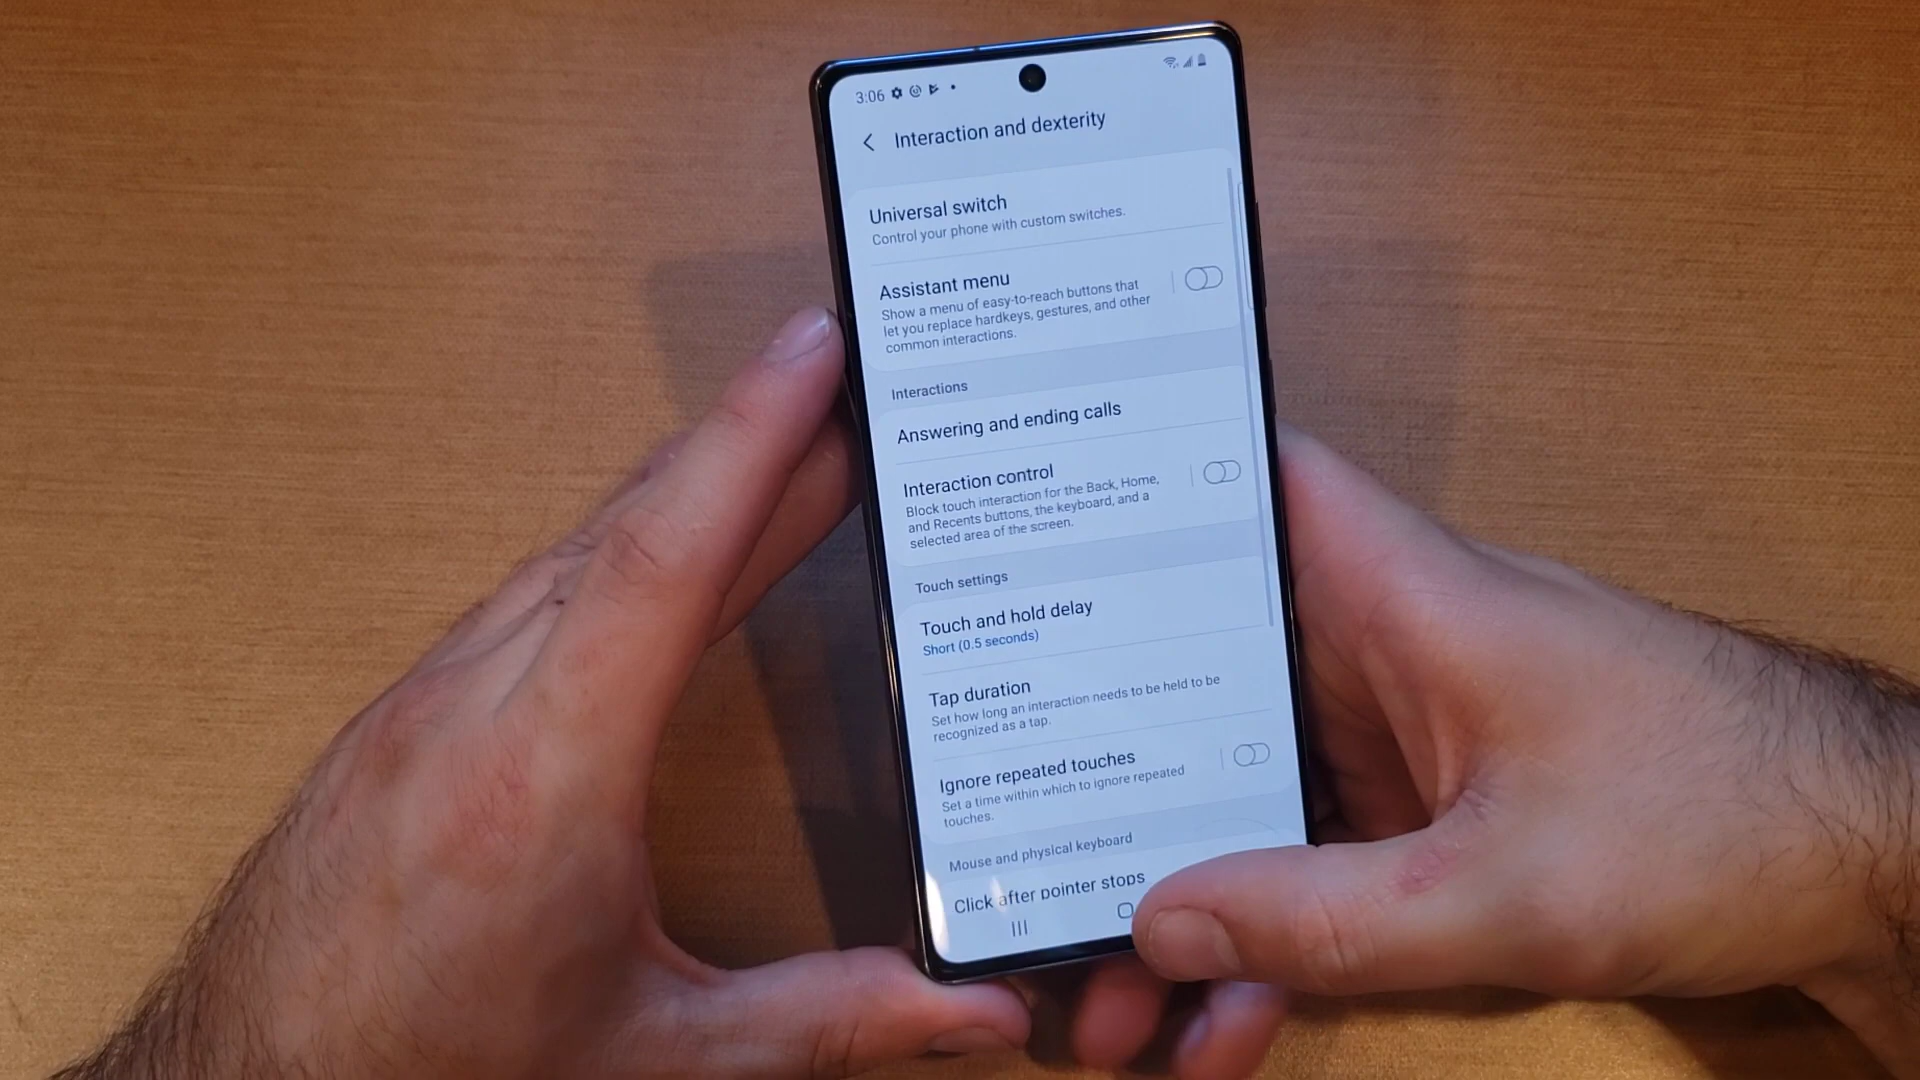 3:06
Interaction and dexterity
Universal switch
Control your phone with custom switches.
Assistant menu
Show a menu of easy-to-reach buttons that
let you replace hardkeys, gestures, and other
common interactions.
Interactions
Answering and ending calls
Interaction control
Block touch interaction for the Back, Home,
and Recents buttons, the keyboard, and a
selected area of the screen.
Touch settings
Touch and hold delay
Short (0.5 seconds)
Tap duration
Set how long an interaction needs to be held to be
recognized as a tap.
Ignore repeated touches
Set a time within which to ignore repeated
touches.
Mouse and physical keyboard
Click after pointer stops